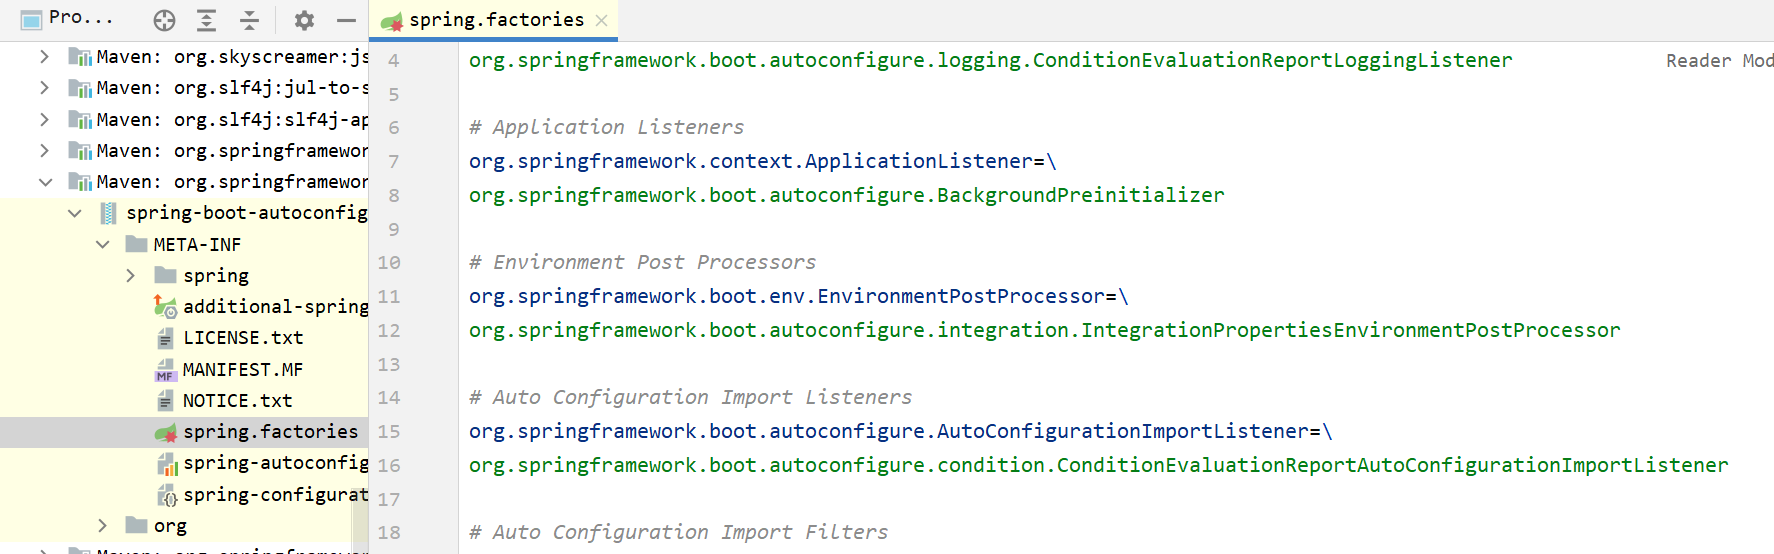 Pro...
Maven: org.skyscreamer:js
Maven: org.slf4j:jul-to-s
Maven: org.slf4j:slf4j-ap
Maven: org.springframewor
Maven: org.springframewor
spring-boot-autoconfig
META-INF
spring
additional-spring
LICENSE.txt
MF MANIFEST.MF
NOTICE.txt
spring.factories
spring-autoconfig
spring-configurat
org
Maven: org.springframewor
spring.factories
4 org.springframework.boot.autoconfigure.logging.ConditionEvaluationReportLoggingListener
Reader Mod
5
6 # Application Listeners
7 org.springframework.context.ApplicationListener=\
8 org.springframework.boot.autoconfigure.BackgroundPreinitializer
9
10 # Environment Post Processors
11 org.springframework.boot.env.EnvironmentPostProcessor=\
12 org.springframework.boot.autoconfigure.integration.IntegrationPropertiesEnvironmentPostProcessor
13
14 # Auto Configuration Import Listeners
15 org.springframework.boot.autoconfigure.AutoConfigurationImportListener=\
16 org.springframework.boot.autoconfigure.condition.ConditionEvaluationReportAutoConfigurationImportListener
17
18 # Auto Configuration Import Filters